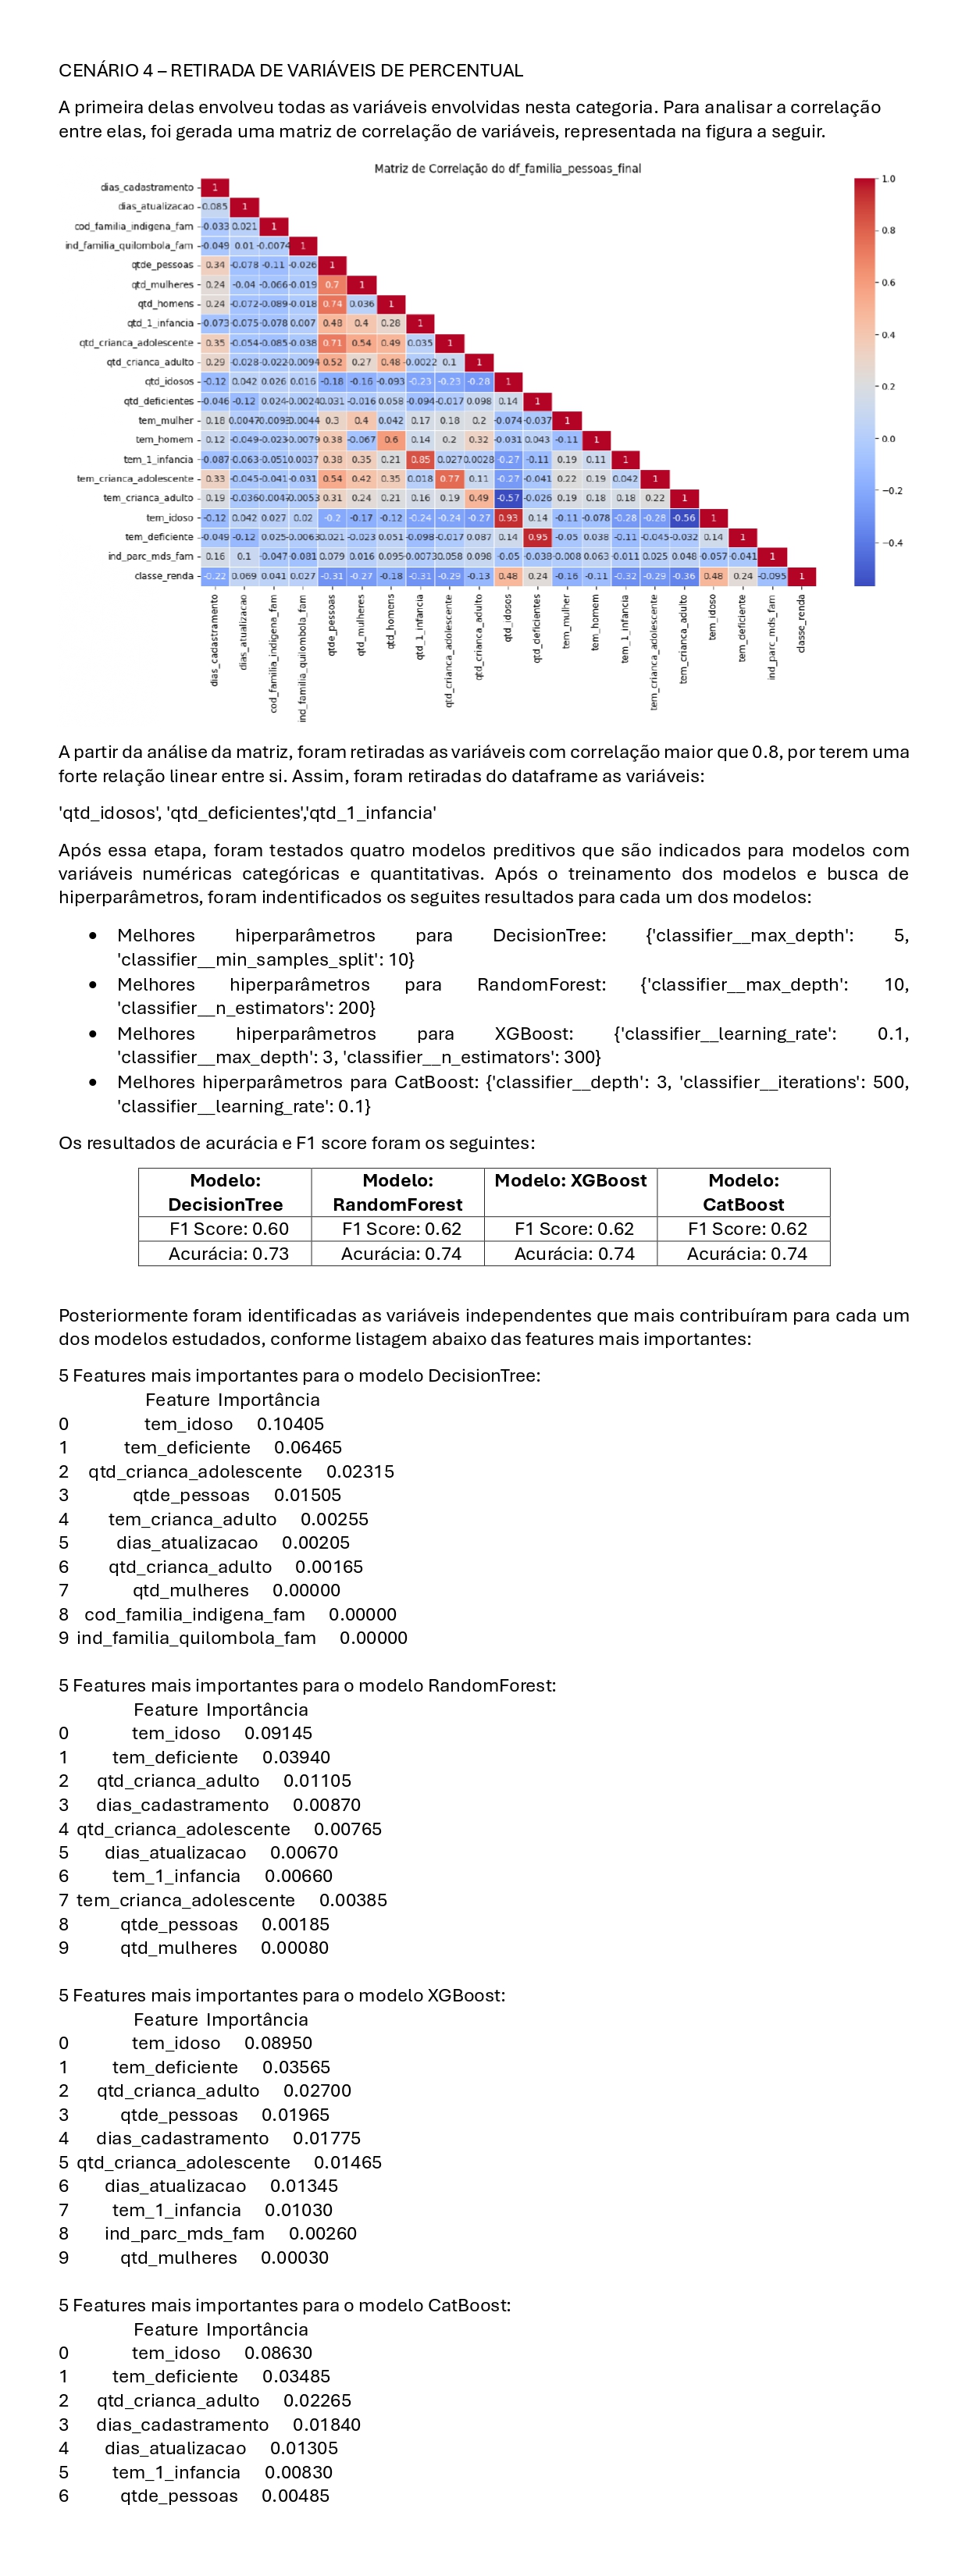 CENÁRIO 4 – RETIRADA DE VARIÁVEIS DE PERCENTUAL
A primeira delas envolveu todas as variáveis envolvidas nesta categoria. Para analisar a correlação
entre elas, foi gerada uma matriz de correlação de variáveis, representada na figura a seguir.
Matriz de Correlação do df_familia_pessoas_final
dias_cadastramento 1
dias_atualizacao 0.085 1
cod_familia_indigena_fam -0.033 0.021 1
ind_familia_quilombola_fam -0.049 0.01 -0.0074 1
qtde_pessoas 0.34 -0.078 -0.11 -0.026 1
qtd_mulheres 0.24 -0.04 -0.066 -0.019 0.7 1
qtd_homens 0.24 -0.072 -0.089 -0.018 0.74 0.036 1
qtd_1_infancia -0.073 -0.075 -0.078 0.007 0.48 0.4 0.28 1
qtd_crianca_adolescente 0.35 -0.054 -0.085 -0.038 0.71 0.54 0.49 0.035 1
qtd_crianca_adulto 0.29 -0.028 -0.022 -0.0094 0.52 0.27 0.48 -0.0022 0.1 1
qtd_idosos -0.12 0.042 0.026 0.016 -0.18 -0.16 -0.093 -0.23 -0.23 -0.28 1
qtd_deficientes -0.046 -0.12 0.024 -0.0024 0.031 -0.016 0.058 -0.094 -0.017 0.098 0.14 1
tem_mulher 0.18 0.0047 0.0093 -0.0044 0.3 0.4 0.042 0.17 0.18 0.2 -0.074 -0.037 1
tem_homem 0.12 -0.049 -0.023 -0.0079 0.38 -0.067 0.6 0.14 0.2 0.32 -0.031 0.043 -0.11 1
tem_1_infancia -0.087 -0.063 -0.051 0.0037 0.38 0.35 0.21 0.85 0.027 0.0028 -0.27 -0.11 0.19 0.11 1
tem_crianca_adolescente 0.33 -0.045 -0.041 -0.031 0.54 0.42 0.35 0.018 0.77 0.11 -0.27 -0.041 0.22 0.19 0.042 1
tem_crianca_adulto 0.19 -0.036 -0.0047 -0.0053 0.31 0.24 0.21 0.16 0.19 0.49 -0.57 -0.026 0.19 0.18 0.18 0.22 1
tem_idoso -0.12 0.042 0.027 0.02 -0.2 -0.17 -0.12 -0.24 -0.24 -0.27 0.93 0.14 -0.11 -0.078 -0.28 -0.28 -0.56 1
tem_deficiente -0.049 -0.12 0.025 -0.0063 0.021 -0.023 0.051 -0.098 -0.017 0.087 0.14 0.95 -0.05 0.038 -0.11 -0.045 -0.032 0.14 1
ind_parc_mds_fam 0.16 0.1 -0.047 -0.081 0.079 0.016 0.095 -0.0073 0.058 0.098 -0.05 -0.038 -0.008 0.063 -0.011 0.025 0.048 -0.057 -0.041 1
classe_renda -0.22 0.069 0.041 0.027 -0.31 -0.27 -0.18 -0.31 -0.29 -0.13 0.48 0.24 -0.16 -0.11 -0.32 -0.29 -0.36 0.48 0.24 -0.095 1
dias_cadastramento dias_atualizacao cod_familia_indigena_fam ind_familia_quilombola_fam qtde_pessoas qtd_mulheres qtd_homens qtd_1_infancia qtd_crianca_adolescente qtd_crianca_adulto qtd_idosos qtd_deficientes tem_mulher tem_homem tem_1_infancia tem_crianca_adolescente tem_crianca_adulto tem_idoso tem_deficiente ind_parc_mds_fam classe_renda
1.0
0.8
0.6
0.4
0.2
0.0
−0.2
−0.4
A partir da análise da matriz, foram retiradas as variáveis com correlação maior que 0.8, por terem uma
forte relação linear entre si. Assim, foram retiradas do dataframe as variáveis:
'qtd_idosos', 'qtd_deficientes','qtd_1_infancia'
Após essa etapa, foram testados quatro modelos preditivos que são indicados para modelos com
variáveis numéricas categóricas e quantitativas. Após o treinamento dos modelos e busca de
hiperparâmetros, foram indentificados os seguites resultados para cada um dos modelos:
• Melhores hiperparâmetros para DecisionTree: {'classifier__max_depth': 5,
'classifier__min_samples_split': 10}
• Melhores hiperparâmetros para RandomForest: {'classifier__max_depth': 10,
'classifier__n_estimators': 200}
• Melhores hiperparâmetros para XGBoost: {'classifier__learning_rate': 0.1,
'classifier__max_depth': 3, 'classifier__n_estimators': 300}
• Melhores hiperparâmetros para CatBoost: {'classifier__depth': 3, 'classifier__iterations': 500,
'classifier__learning_rate': 0.1}
Os resultados de acurácia e F1 score foram os seguintes:
Modelo: DecisionTree Modelo: RandomForest Modelo: XGBoost Modelo: CatBoost
F1 Score: 0.60 F1 Score: 0.62 F1 Score: 0.62 F1 Score: 0.62
Acurácia: 0.73 Acurácia: 0.74 Acurácia: 0.74 Acurácia: 0.74
Posteriormente foram identificadas as variáveis independentes que mais contribuíram para cada um
dos modelos estudados, conforme listagem abaixo das features mais importantes:
5 Features mais importantes para o modelo DecisionTree:
Feature Importância
0 tem_idoso 0.10405
1 tem_deficiente 0.06465
2 qtd_crianca_adolescente 0.02315
3 qtde_pessoas 0.01505
4 tem_crianca_adulto 0.00255
5 dias_atualizacao 0.00205
6 qtd_crianca_adulto 0.00165
7 qtd_mulheres 0.00000
8 cod_familia_indigena_fam 0.00000
9 ind_familia_quilombola_fam 0.00000
5 Features mais importantes para o modelo RandomForest:
Feature Importância
0 tem_idoso 0.09145
1 tem_deficiente 0.03940
2 qtd_crianca_adulto 0.01105
3 dias_cadastramento 0.00870
4 qtd_crianca_adolescente 0.00765
5 dias_atualizacao 0.00670
6 tem_1_infancia 0.00660
7 tem_crianca_adolescente 0.00385
8 qtde_pessoas 0.00185
9 qtd_mulheres 0.00080
5 Features mais importantes para o modelo XGBoost:
Feature Importância
0 tem_idoso 0.08950
1 tem_deficiente 0.03565
2 qtd_crianca_adulto 0.02700
3 qtde_pessoas 0.01965
4 dias_cadastramento 0.01775
5 qtd_crianca_adolescente 0.01465
6 dias_atualizacao 0.01345
7 tem_1_infancia 0.01030
8 ind_parc_mds_fam 0.00260
9 qtd_mulheres 0.00030
5 Features mais importantes para o modelo CatBoost:
Feature Importância
0 tem_idoso 0.08630
1 tem_deficiente 0.03485
2 qtd_crianca_adulto 0.02265
3 dias_cadastramento 0.01840
4 dias_atualizacao 0.01305
5 tem_1_infancia 0.00830
6 qtde_pessoas 0.00485